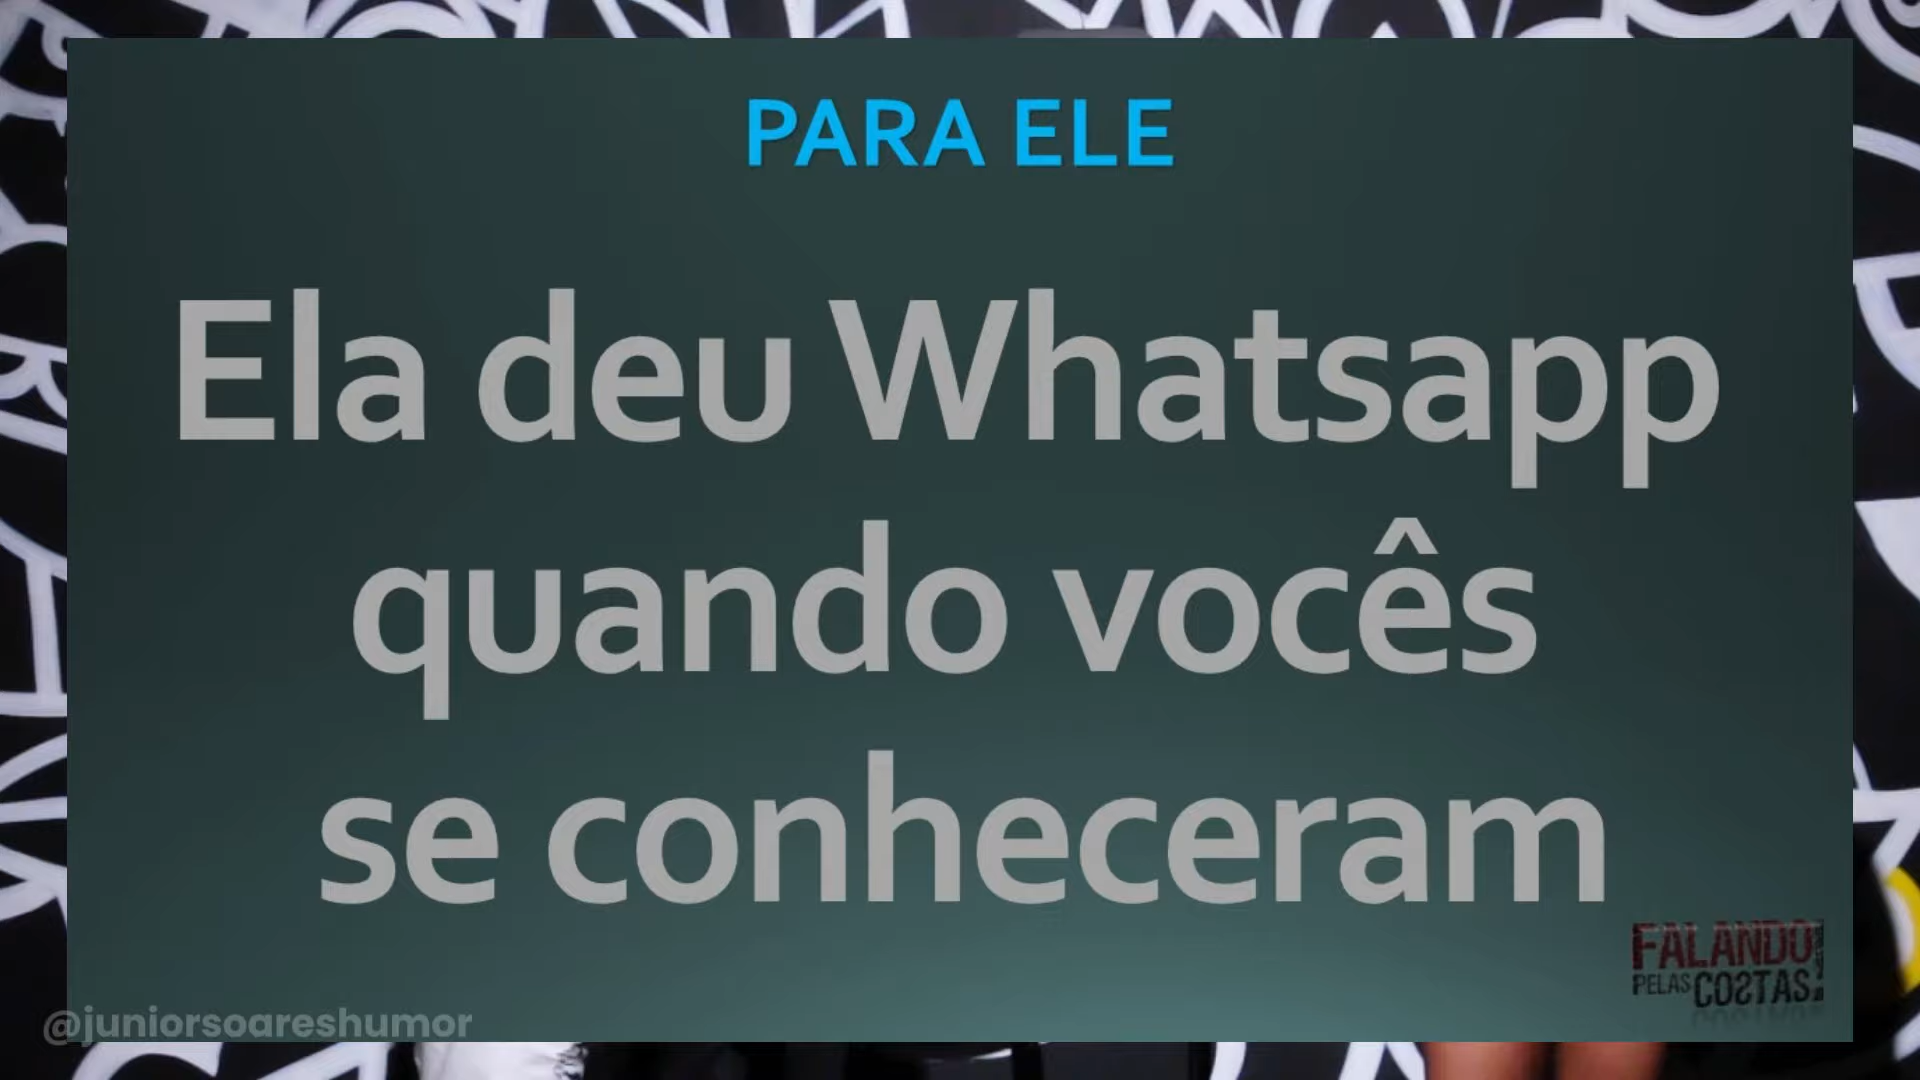 PARA ELE
Ela deu Whatsapp
quando vocês
se conheceram
FALANDO
PELAS COSTAS!
@juniorsoareshumor